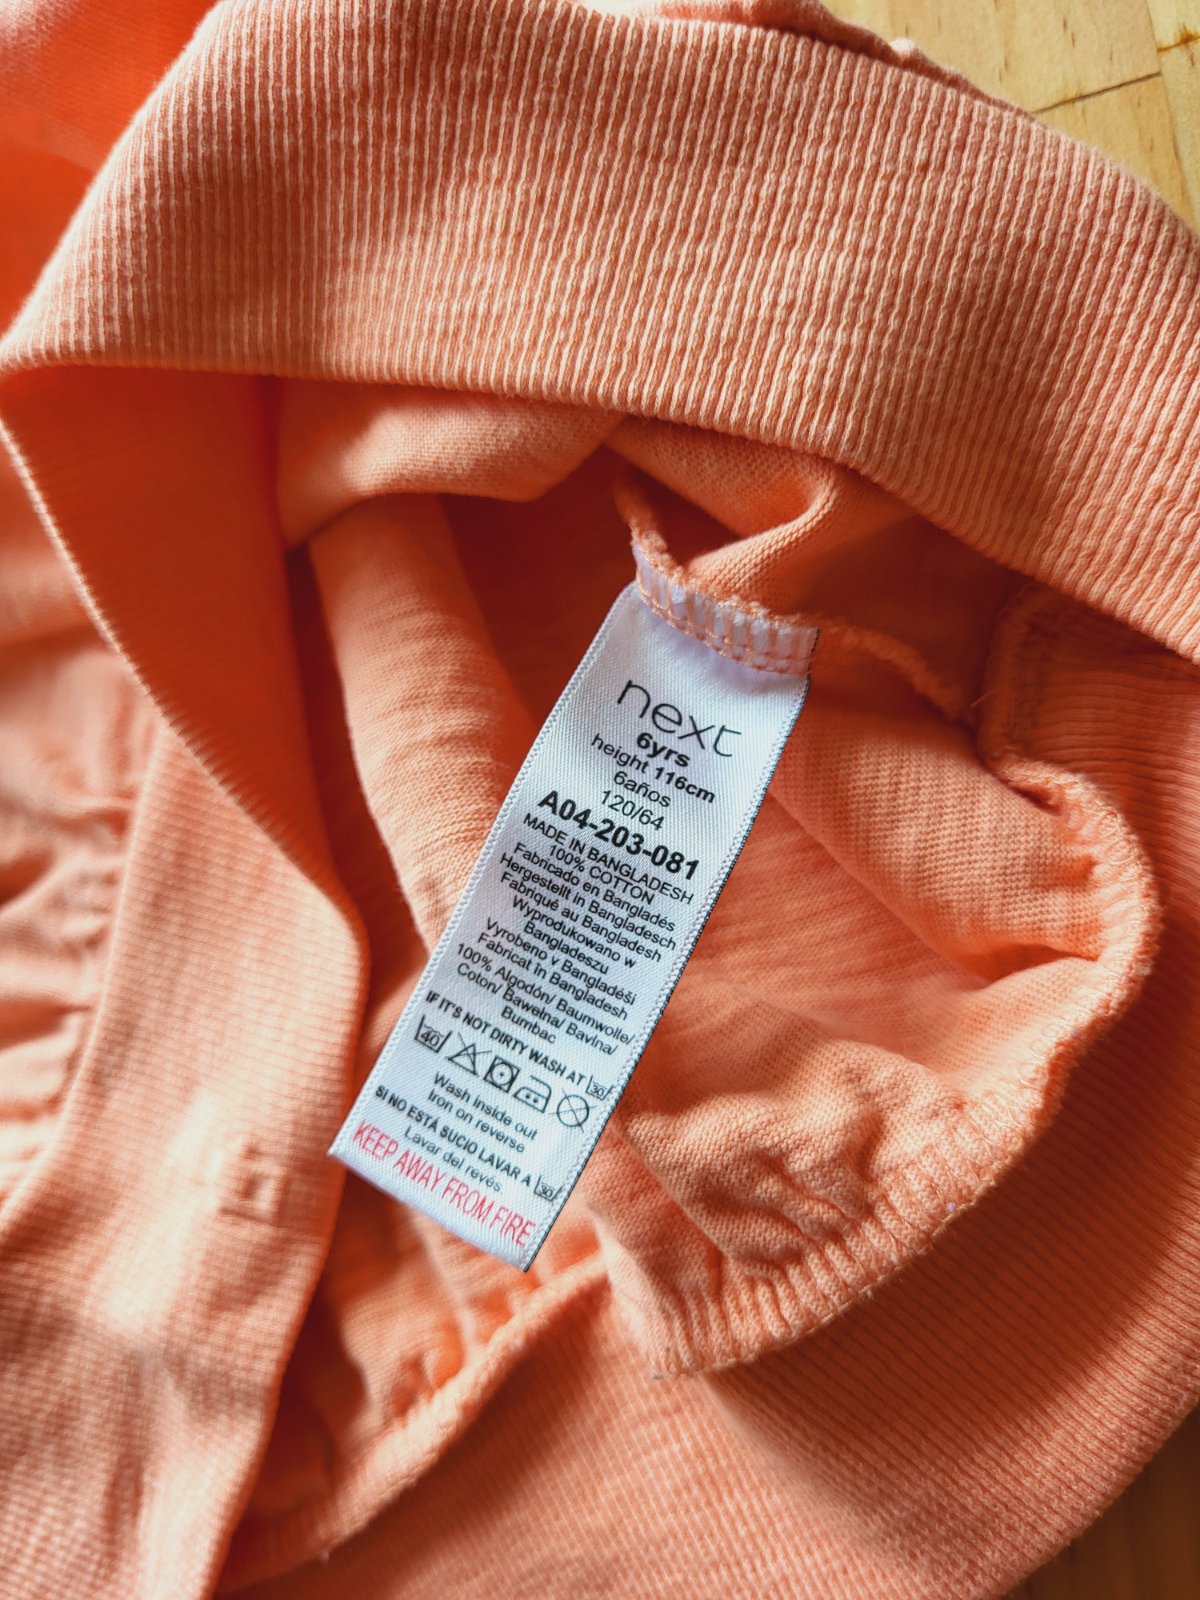 next
6yrs
height 116cm
6años
120/64
A04-203-081
MADE IN BANGLADESH
100% COTTON
Fabricado en Bangladés
Hergestellt in Bangladesch
Fabriqué au Bangladesh
Wyprodukowano w
Bangladeszu
Vyrobeno v Bangladéši
Fabricat în Bangladesh
100% Algodón/ Baumwolle/
Coton/ Bawełna/ Bavlna/
Bumbac
IF IT'S NOT DIRTY WASH AT 30
40
Wash inside out
Iron on reverse
SI NO ESTÁ SUCIO LAVAR A 30
Lavar del revés
KEEP AWAY FROM FIRE